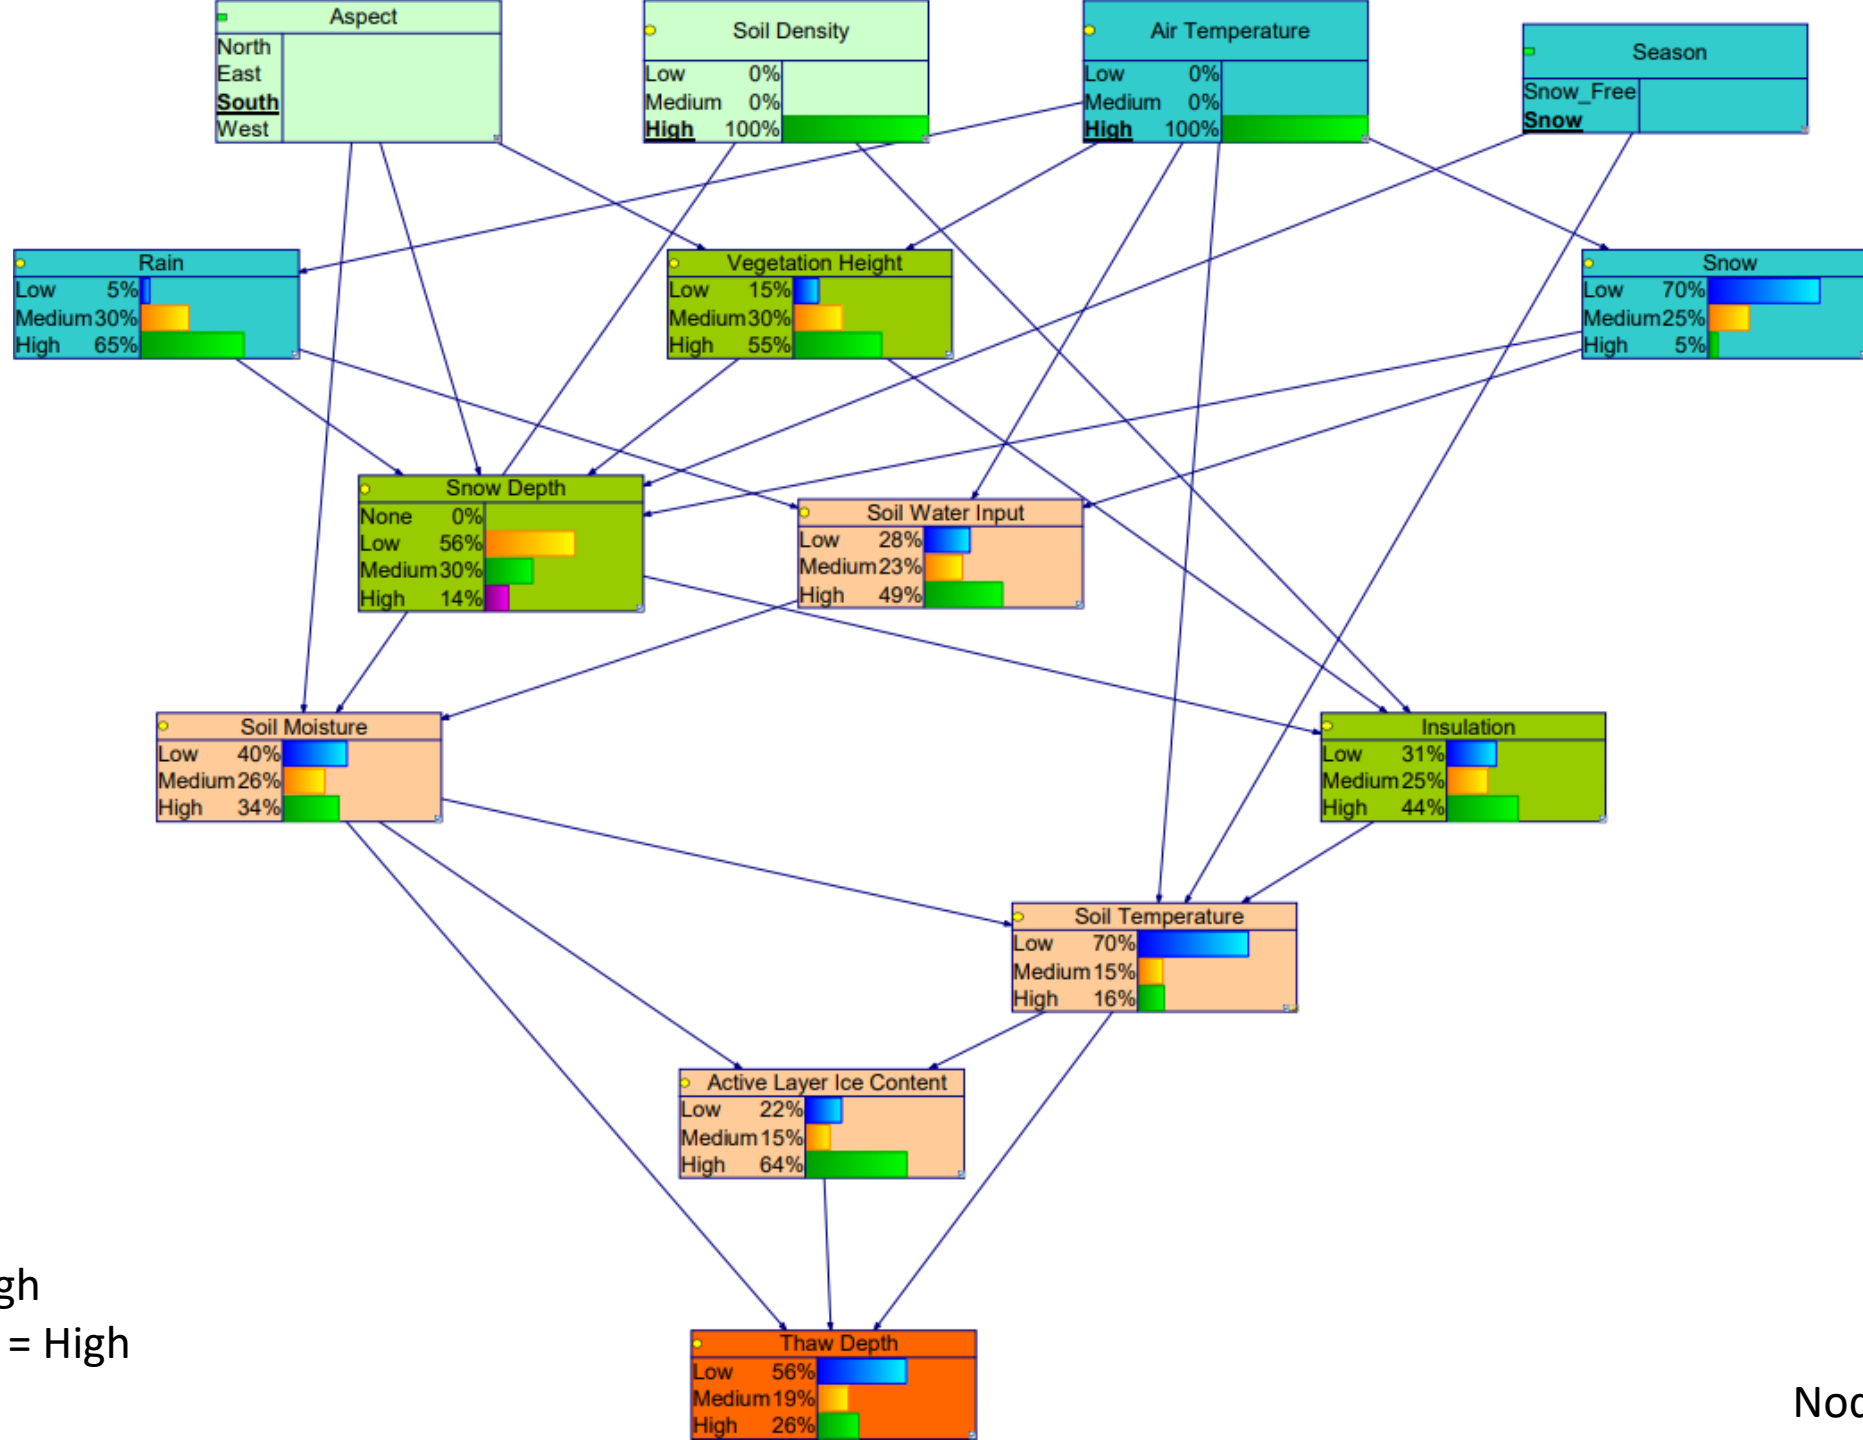 Aspect
North
East
South
West
Soil Density
Low 0%
Medium 0%
High 100%
Air Temperature
Low 0%
Medium 0%
High 100%
Season
Snow_Free
Snow
Rain
Low 5%
Medium 30%
High 65%
Vegetation Height
Low 15%
Medium 30%
High 55%
Snow
Low 70%
Medium 25%
High 5%
Snow Depth
None 0%
Low 56%
Medium 30%
High 14%
Soil Water Input
Low 28%
Medium 23%
High 49%
Soil Moisture
Low 40%
Medium 26%
High 34%
Insulation
Low 31%
Medium 25%
High 44%
Soil Temperature
Low 70%
Medium 15%
High 16%
Active Layer Ice Content
Low 22%
Medium 15%
High 64%
gh
= High
Thaw Depth
Low 56%
Medium 19%
High 26%